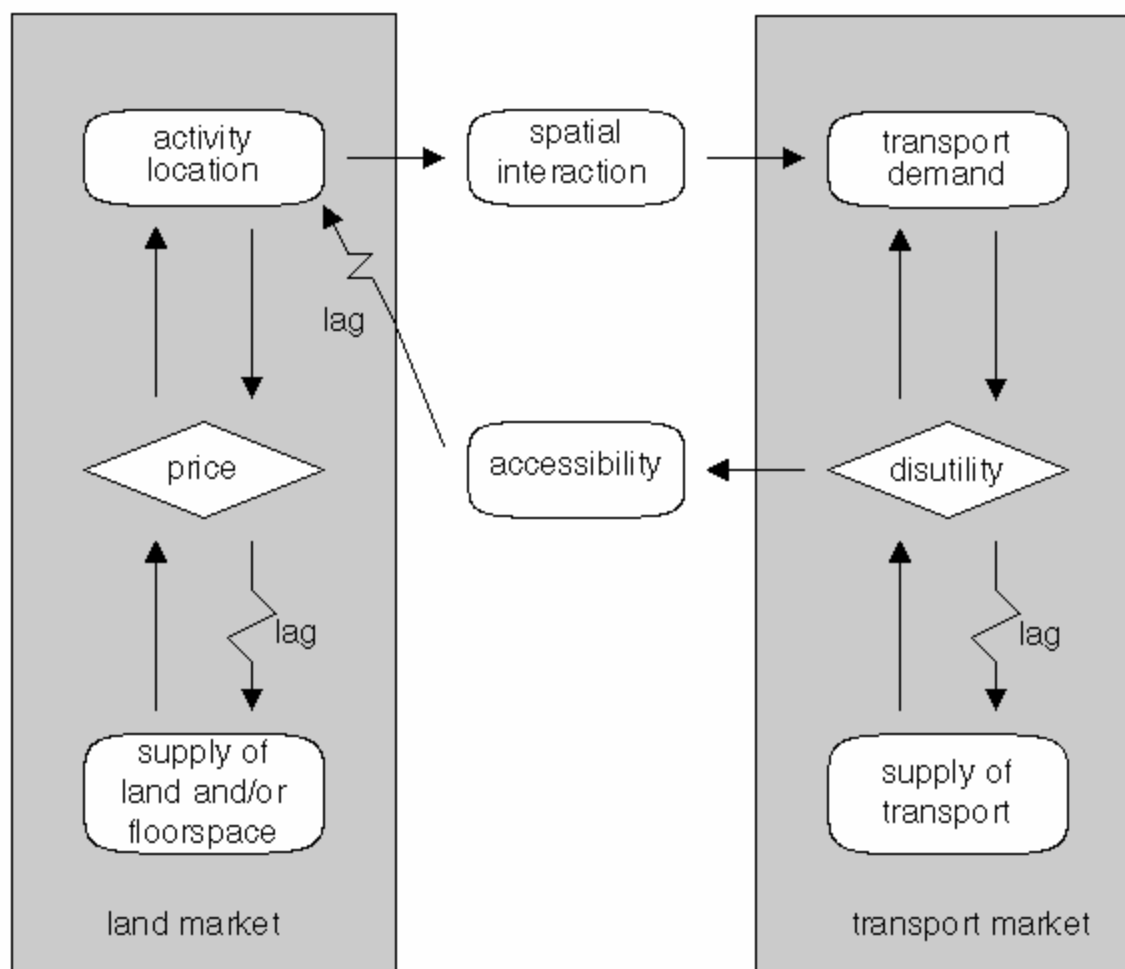 activity
location
spatial
interaction
transport
demand
lag
price
accessibility
disutility
lag
lag
supply of
land and/or
floorspace
supply of
transport
land market
transport market